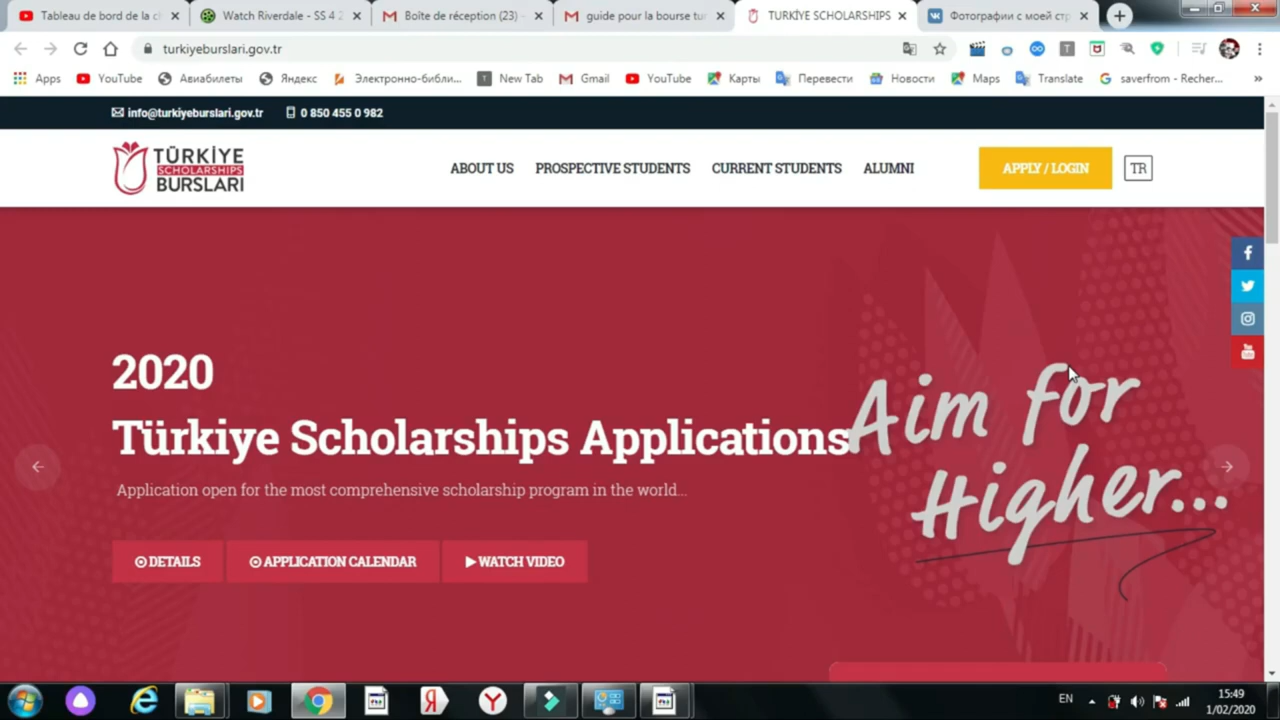 Tableau de bord de la c
Watch Riverdale - SS 4 2
Boîte de réception (23) -
guide pour la bourse tur
TURKİYE SCHOLARSHIPS
Фотографии с моей стр
turkiyeburslari.gov.tr
Apps
YouTube
Авиабилеты
Яндекс
Электронно-библи...
New Tab
Gmail
YouTube
Карты
Перевести
Новости
Maps
Translate
saverfrom - Recher...
info@turkiyeburslari.gov.tr
0 850 455 0 982
TÜRKİYE
SCHOLARSHIPS
BURSLARI
ABOUT US
PROSPECTIVE STUDENTS
CURRENT STUDENTS
ALUMNI
APPLY / LOGIN
TR
2020
Türkiye Scholarships Applications
Application open for the most comprehensive scholarship program in the world...
Aim for
Higher...
DETAILS
APPLICATION CALENDAR
WATCH VIDEO
EN
15:49
1/02/2020